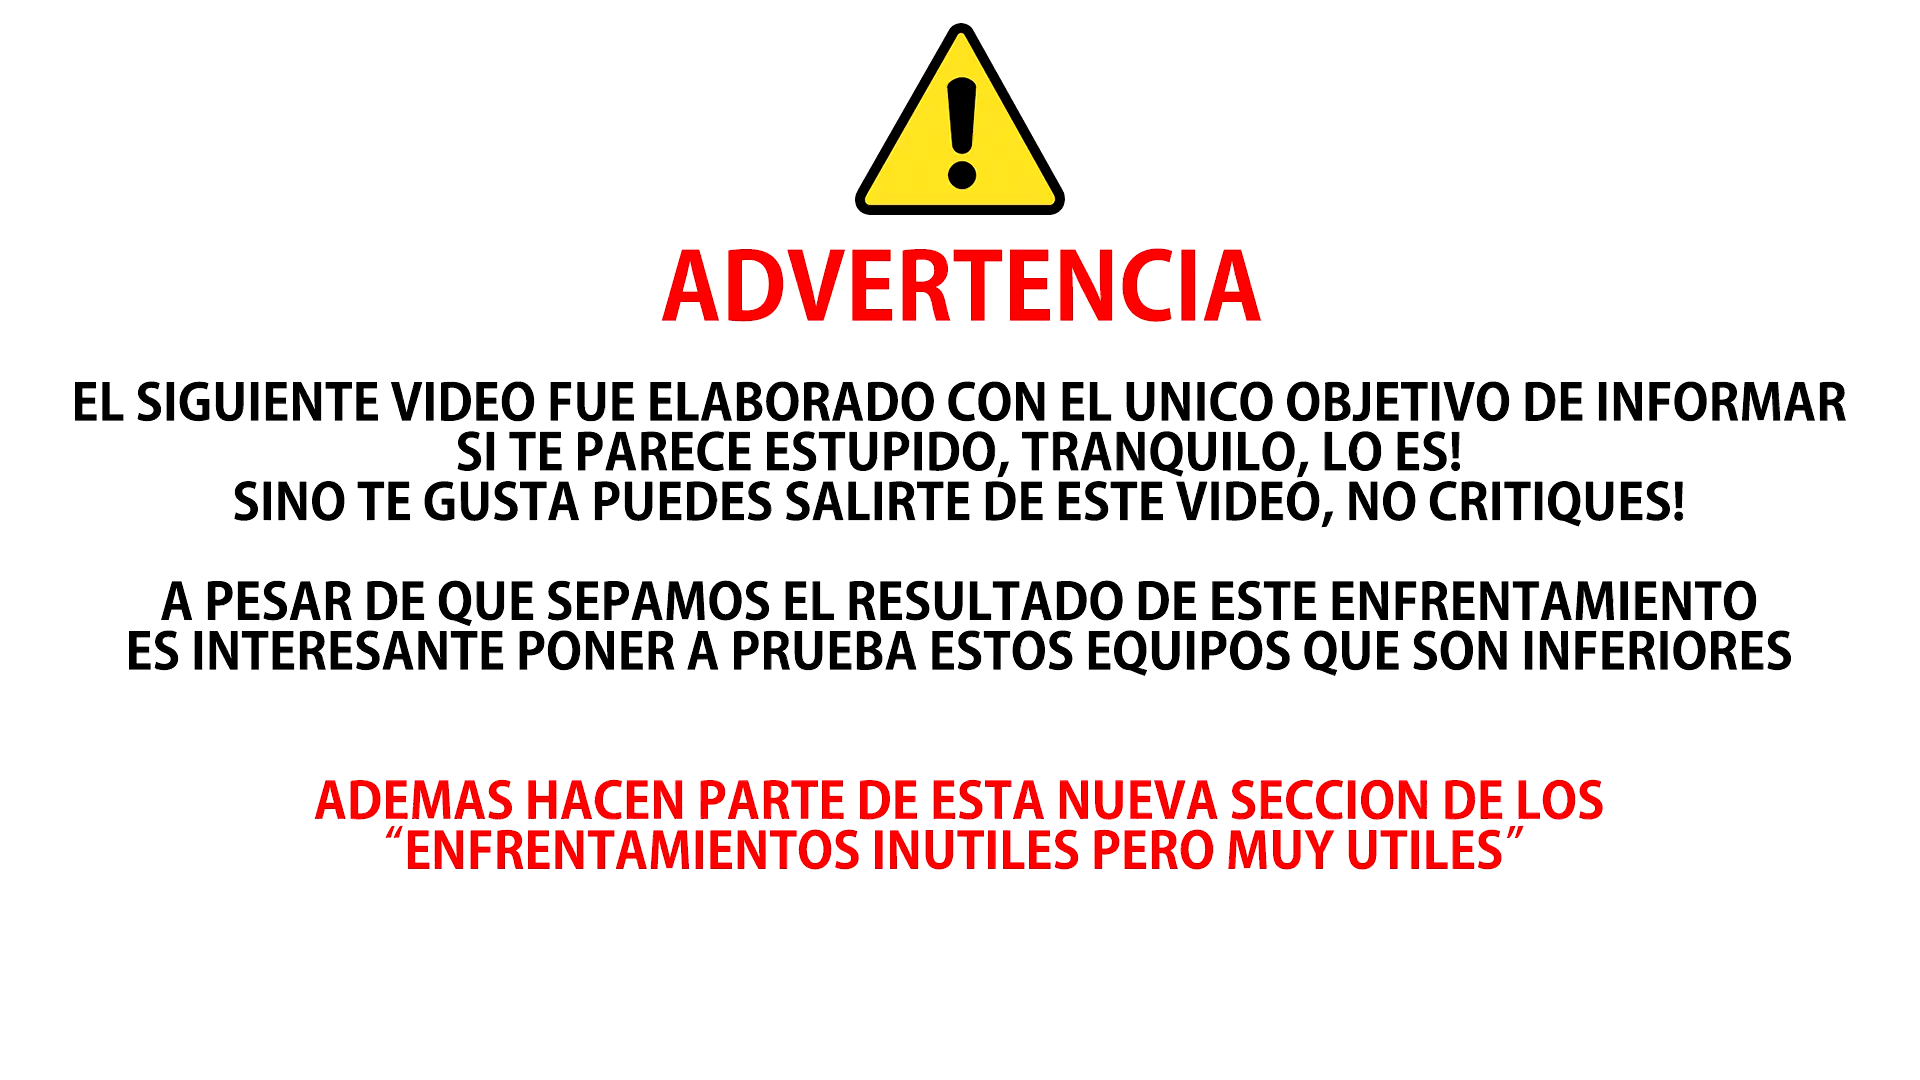 ADVERTENCIA
EL SIGUIENTE VIDEO FUE ELABORADO CON EL UNICO OBJETIVO DE INFORMAR
SI TE PARECE ESTUPIDO, TRANQUILO, LO ES!
SINO TE GUSTA PUEDES SALIRTE DE ESTE VIDEO, NO CRITIQUES!
A PESAR DE QUE SEPAMOS EL RESULTADO DE ESTE ENFRENTAMIENTO
ES INTERESANTE PONER A PRUEBA ESTOS EQUIPOS QUE SON INFERIORES
ADEMAS HACEN PARTE DE ESTA NUEVA SECCION DE LOS
“ENFRENTAMIENTOS INUTILES PERO MUY UTILES”